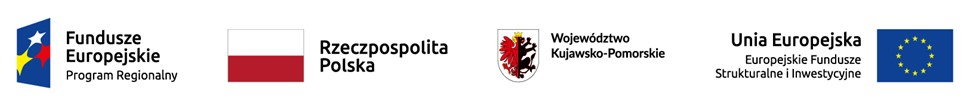 Fundusze
Europejskie
Program Regionalny
Rzeczpospolita
Polska
Województwo
Kujawsko-Pomorskie
Unia Europejska
Europejskie Fundusze
Strukturalne i Inwestycyjne